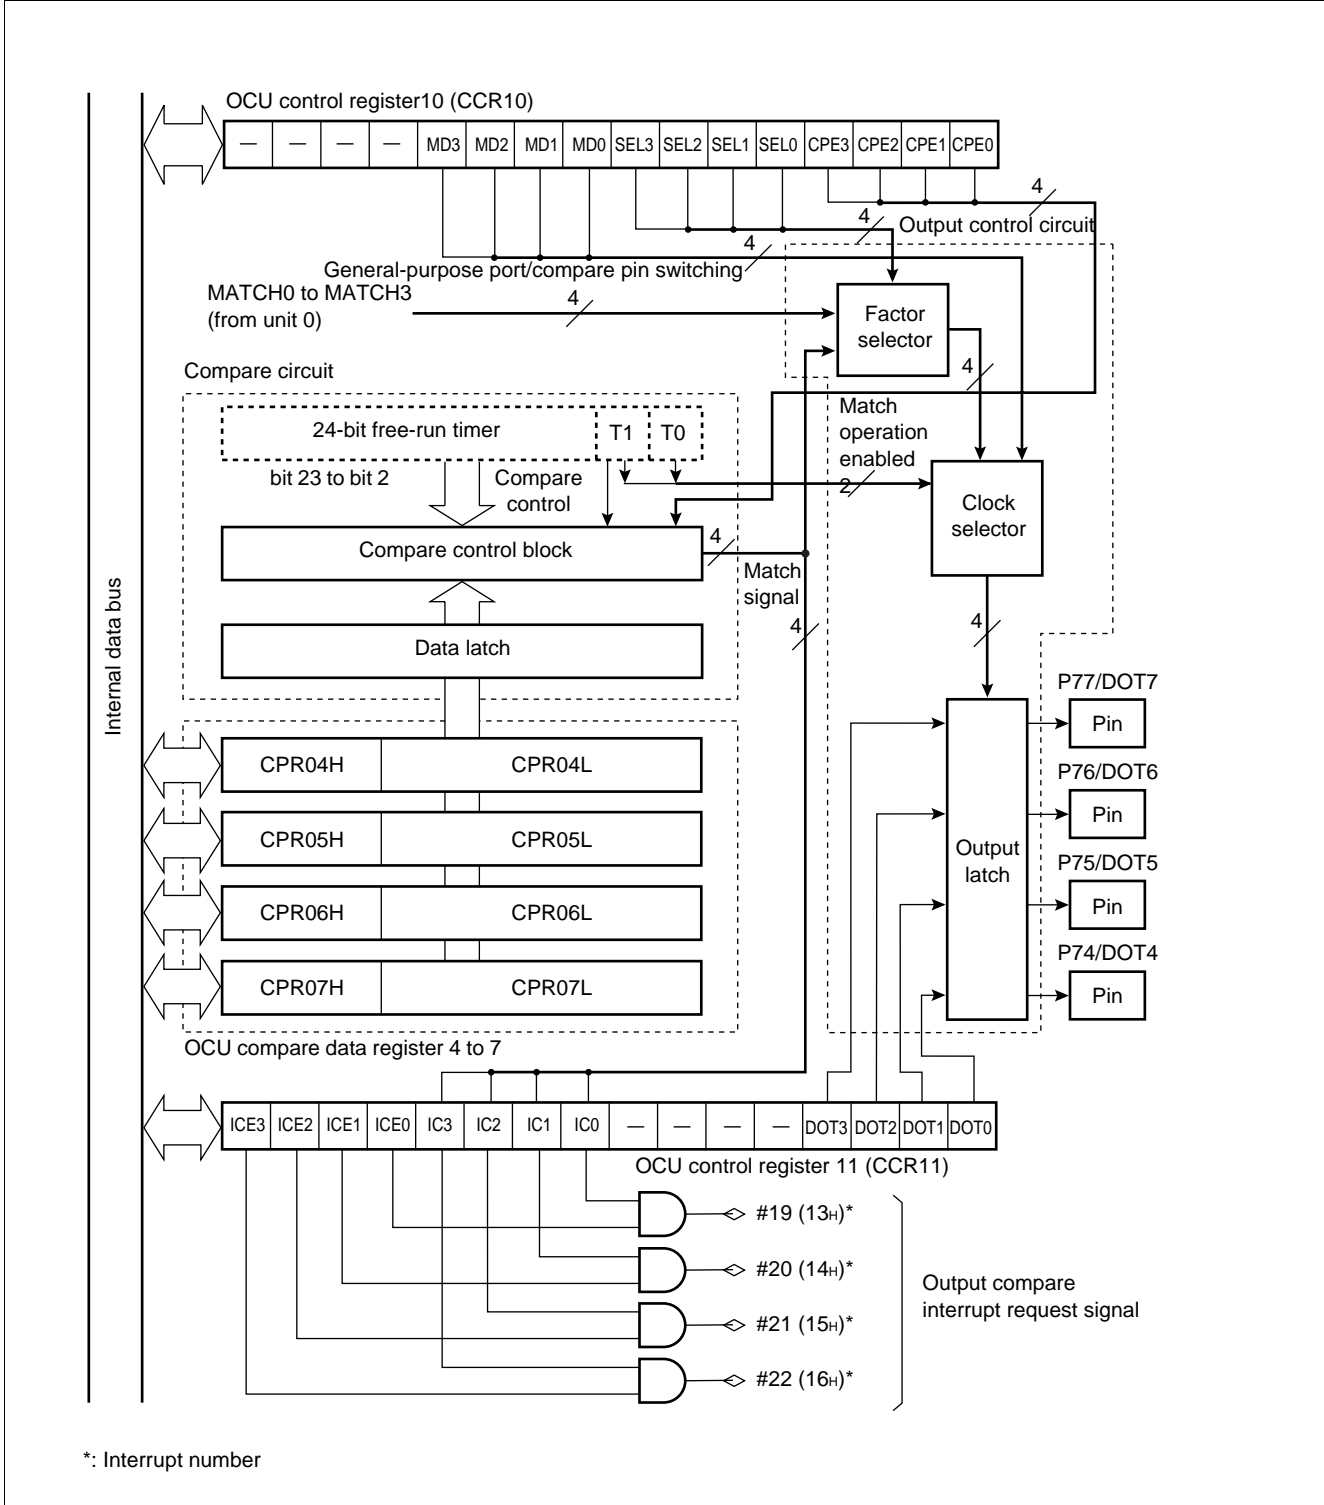 OCU control register10 (CCR10)
— — — — MD3 MD2 MD1 MD0 SEL3 SEL2 SEL1 SEL0 CPE3 CPE2 CPE1 CPE0
4
4
Output control circuit
4
General-purpose port/compare pin switching
MATCH0 to MATCH3
(from unit 0)
4
Factor
selector
Compare circuit
4
24-bit free-run timer
T1
T0
Match
operation
enabled
2
bit 23 to bit 2
Compare
control
Clock
selector
Compare control block
4
Match
signal
4
4
Data latch
Internal data bus
P77/DOT7
Pin
CPR04H
CPR04L
P76/DOT6
Pin
CPR05H
CPR05L
Output
latch
P75/DOT5
Pin
CPR06H
CPR06L
P74/DOT4
Pin
CPR07H
CPR07L
OCU compare data register 4 to 7
ICE3 ICE2 ICE1 ICE0 IC3 IC2 IC1 IC0 — — — — DOT3 DOT2 DOT1 DOT0
OCU control register 11 (CCR11)
#19 (13H)*
#20 (14H)*
#21 (15H)*
#22 (16H)*
Output compare
interrupt request signal
*: Interrupt number